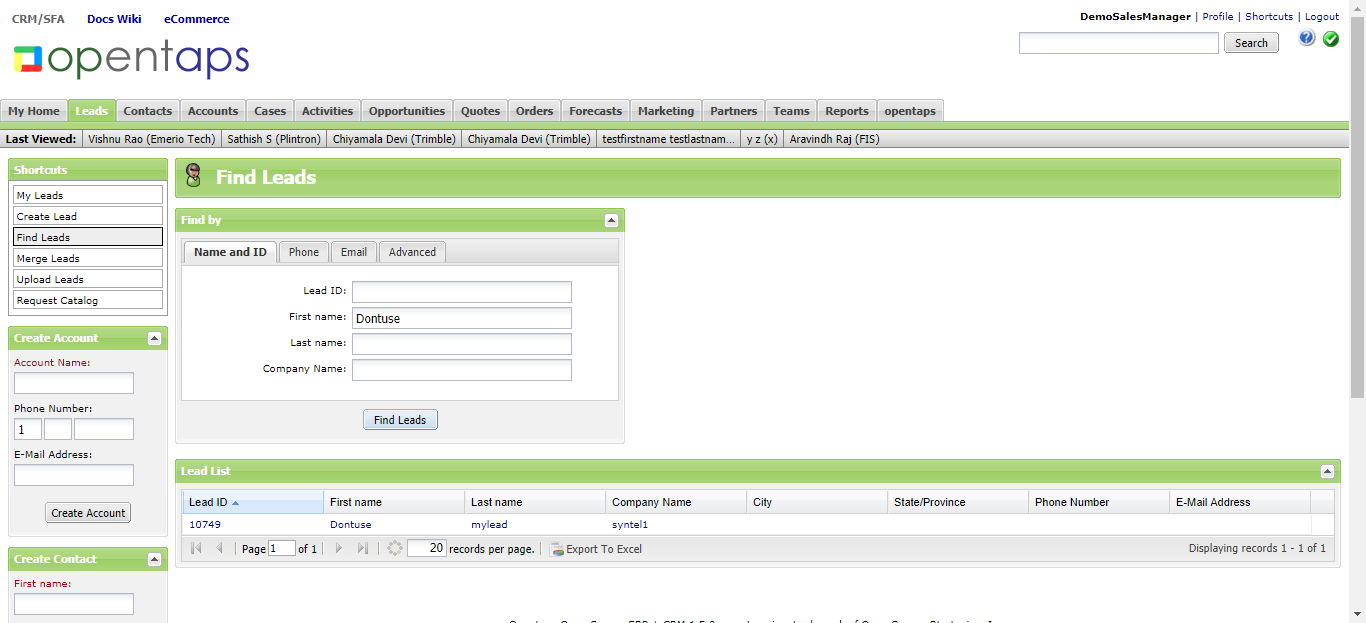 CRM/SFA Docs Wiki eCommerce
DemoSalesManager | Profile | Shortcuts | Logout
opentaps
Search
My Home Leads Contacts Accounts Cases Activities Opportunities Quotes Orders Forecasts Marketing Partners Teams Reports opentaps
Last Viewed: Vishnu Rao (Emerio Tech) Sathish S (Plintron) Chiyamala Devi (Trimble) Chiyamala Devi (Trimble) testfirstname testlastnam... y z (x) Aravindh Raj (FIS)
Shortcuts
My Leads
Create Lead
Find Leads
Merge Leads
Upload Leads
Request Catalog
Create Account
Account Name:
Phone Number:
1
E-Mail Address:
Create Account
Create Contact
First name:
Find Leads
Find by
Name and ID Phone Email Advanced
Lead ID:
First name: Dontuse
Last name:
Company Name:
Find Leads
Lead List
Lead ID First name Last name Company Name City State/Province Phone Number E-Mail Address
10749 Dontuse mylead syntel1
Page 1 of 1 20 records per page. Export To Excel Displaying records 1 - 1 of 1